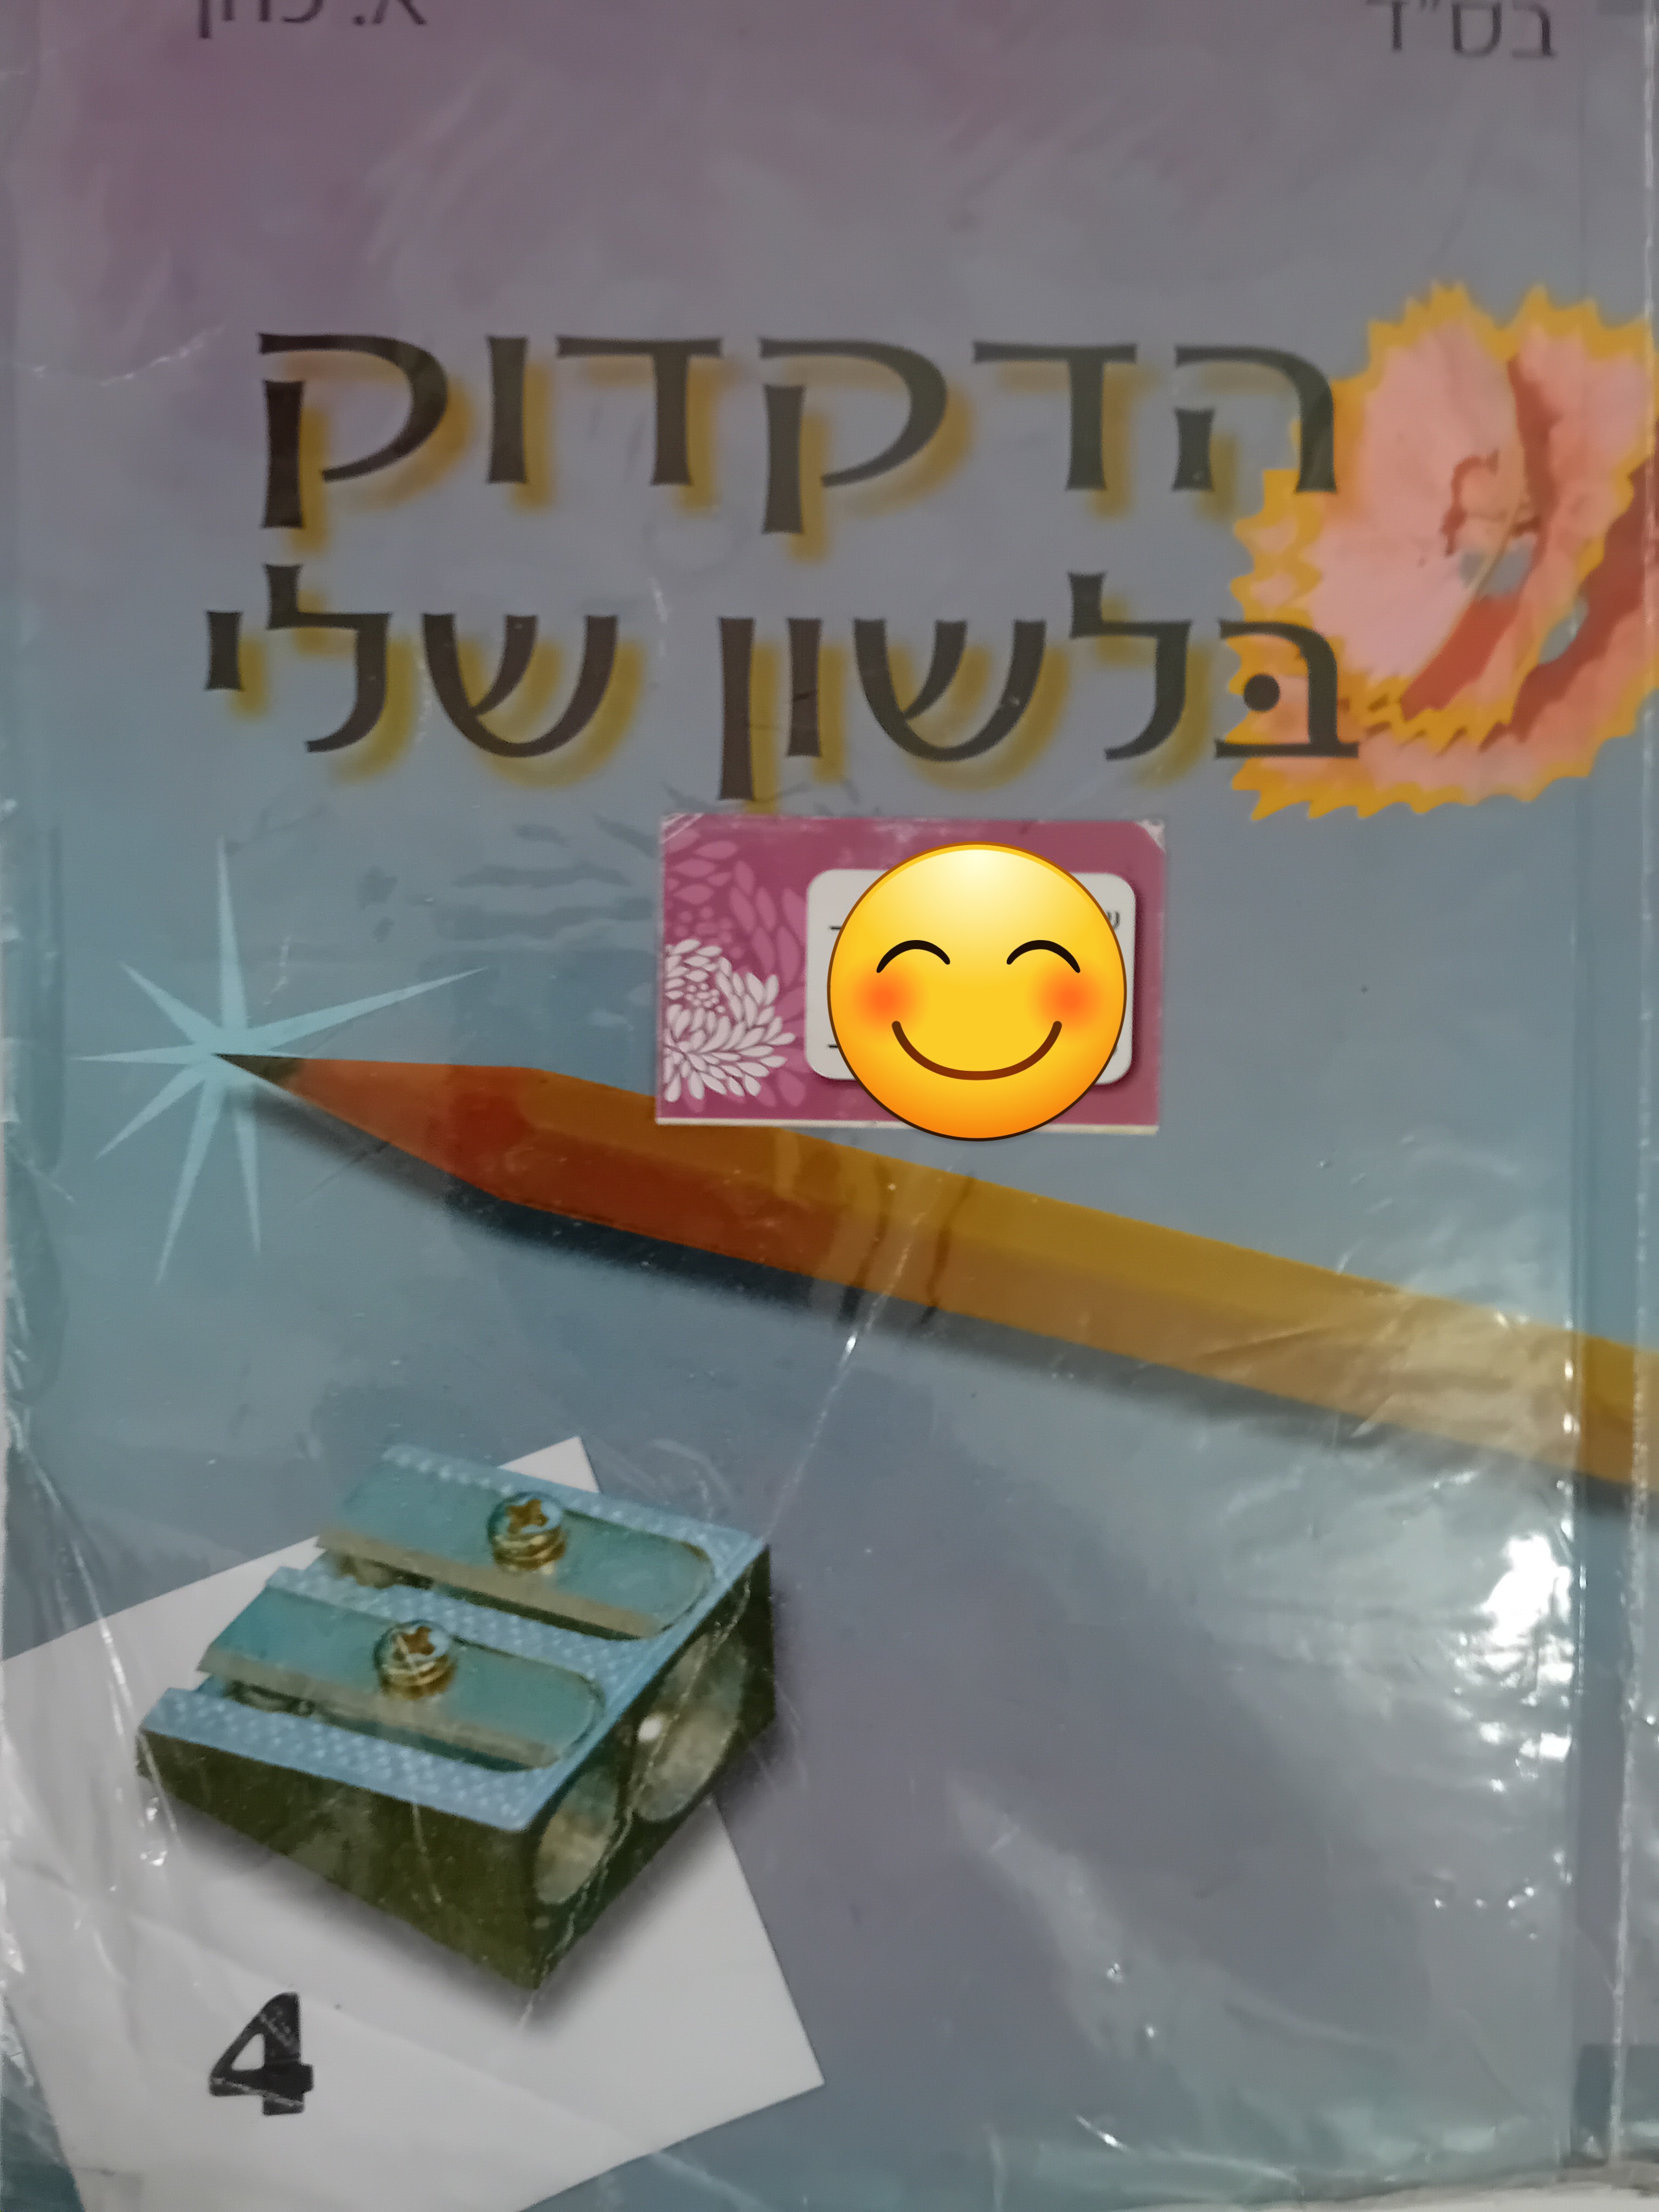 בס"ד
א. כהן
הדקדוק
בלשון שלי
4